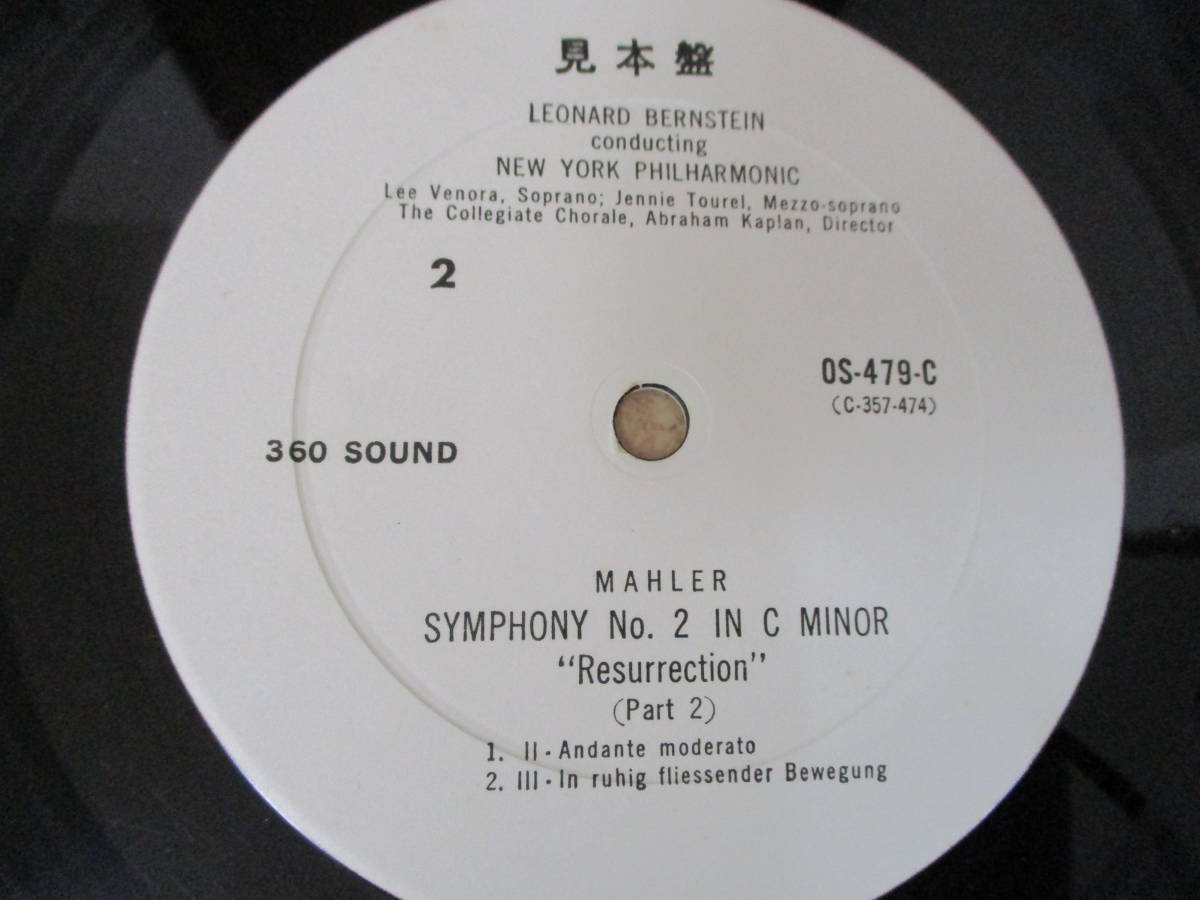 見本盤
LEONARD BERNSTEIN
conducting
NEW YORK PHILHARMONIC
Lee Venora, Soprano; Jennie Tourel, Mezzo-soprano
The Collegiate Chorale, Abraham Kaplan, Director
2
OS-479-C
(C-357-474)
360 SOUND
MAHLER
SYMPHONY No. 2 IN C MINOR
“Resurrection”
(Part 2)
1. II - Andante moderato
2. III - In ruhig fliessender Bewegung